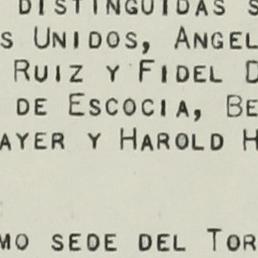 DISTINGUIDAS S
S UNIDOS, ANGEL
RUIZ Y FIDEL D
DE ESCOCIA, BE
AYER Y HAROLD H
MO SEDE DEL TOR